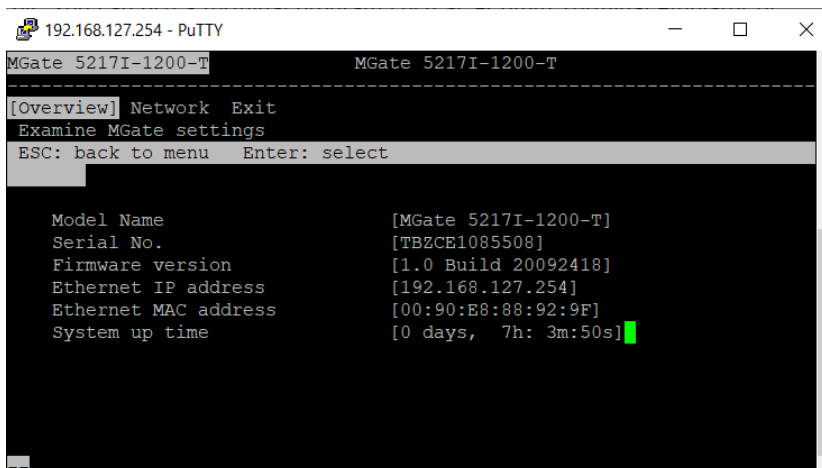 192.168.127.254 - PuTTY
MGate 5217I-1200-T MGate 5217I-1200-T
[Overview] Network Exit
Examine MGate settings
ESC: back to menu Enter: select
Model Name [MGate 5217I-1200-T]
Serial No. [TBZCE1085508]
Firmware version [1.0 Build 20092418]
Ethernet IP address [192.168.127.254]
Ethernet MAC address [00:90:E8:88:92:9F]
System up time [0 days, 7h: 3m:50s]